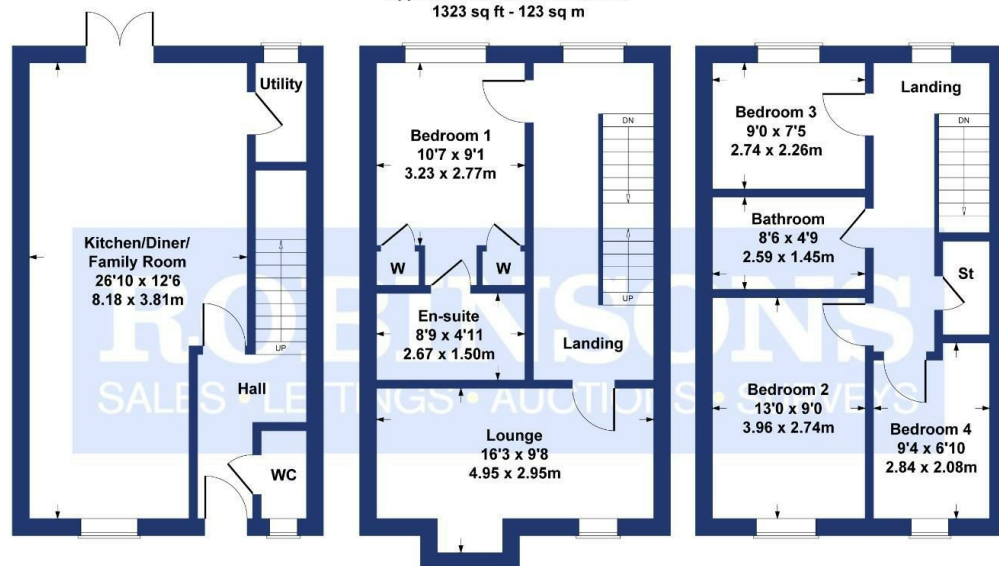 1323 sq ft - 123 sq m
Utility
Kitchen/Diner/
Family Room
26'10 x 12'6
8.18 x 3.81m
UP
Hall
WC
Bedroom 1
10'7 x 9'1
3.23 x 2.77m
W
W
En-suite
8'9 x 4'11
2.67 x 1.50m
DN
UP
Landing
Lounge
16'3 x 9'8
4.95 x 2.95m
Bedroom 3
9'0 x 7'5
2.74 x 2.26m
Landing
DN
Bathroom
8'6 x 4'9
2.59 x 1.45m
St
Bedroom 2
13'0 x 9'0
3.96 x 2.74m
Bedroom 4
9'4 x 6'10
2.84 x 2.08m
ROBINSONS
SALES • LETTINGS • AUCTIONS • SURVEYS